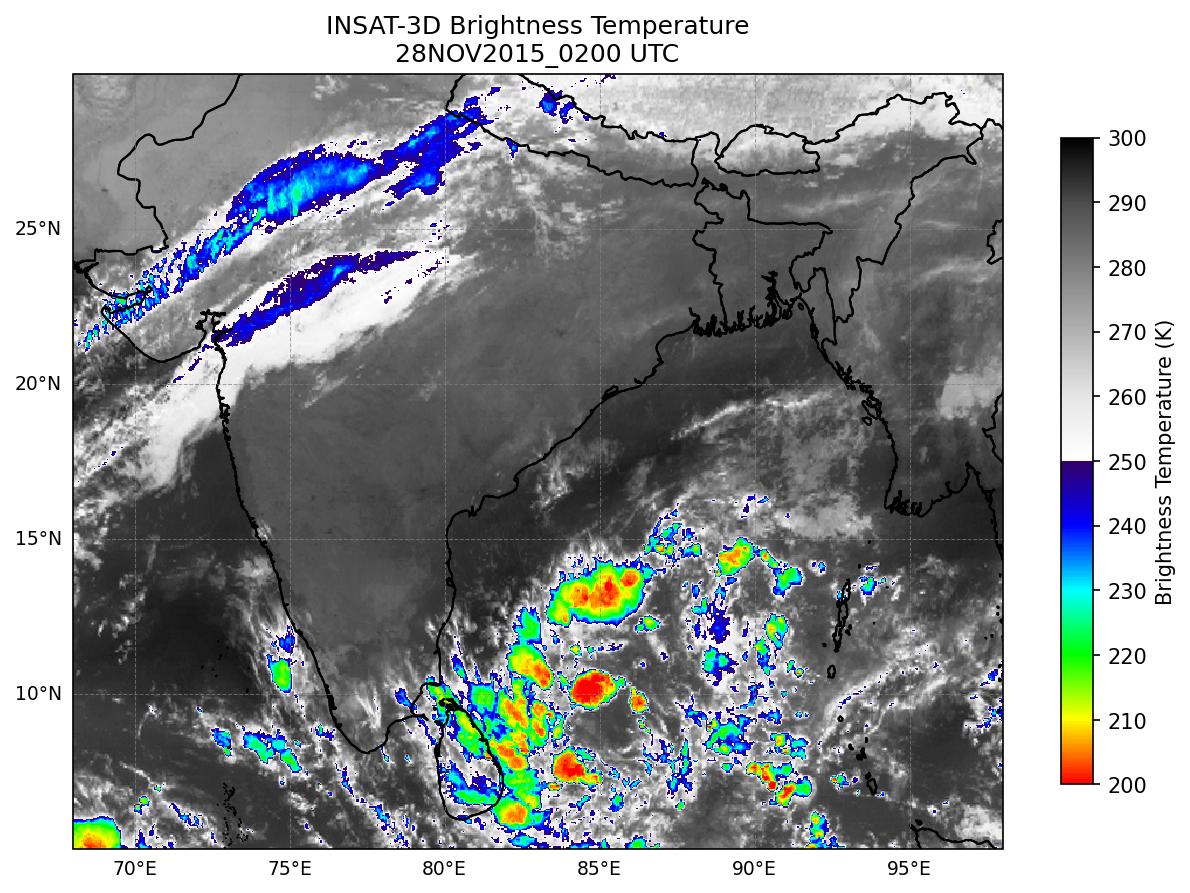 INSAT-3D Brightness Temperature
28NOV2015_0200 UTC
25°N
20°N
15°N
10°N
70°E
75°E
80°E
85°E
90°E
95°E
300
290
280
270
260
250
240
230
220
210
200
Brightness Temperature (K)